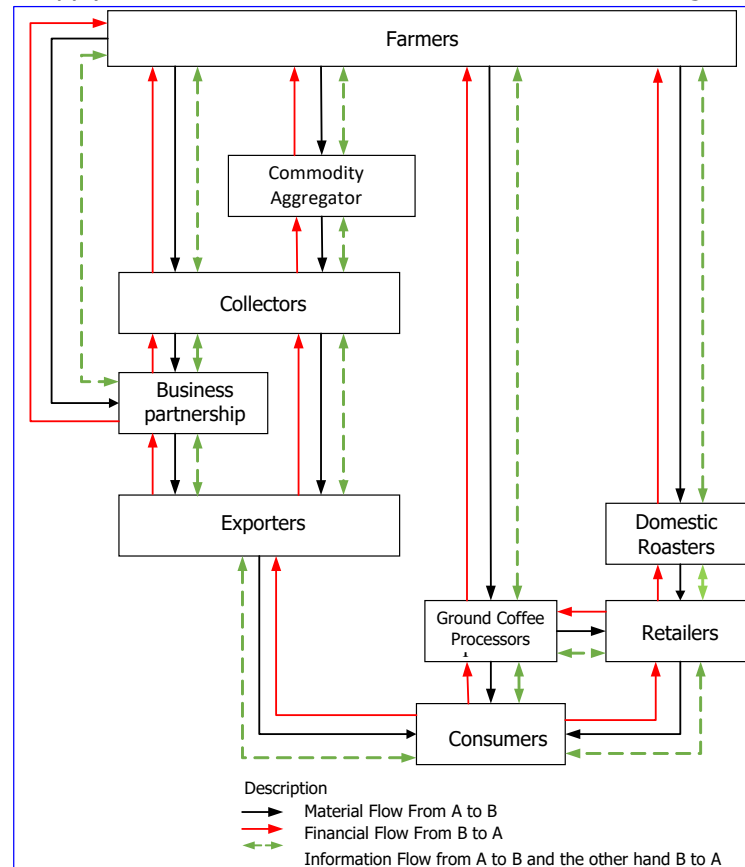 Farmers
Commodity
Aggregator
Collectors
Business
partnership
Exporters
Domestic
Roasters
Ground Coffee
Processors
Retailers
Consumers
Description
Material Flow From A to B
Financial Flow From B to A
Information Flow from A to B and the other hand B to A